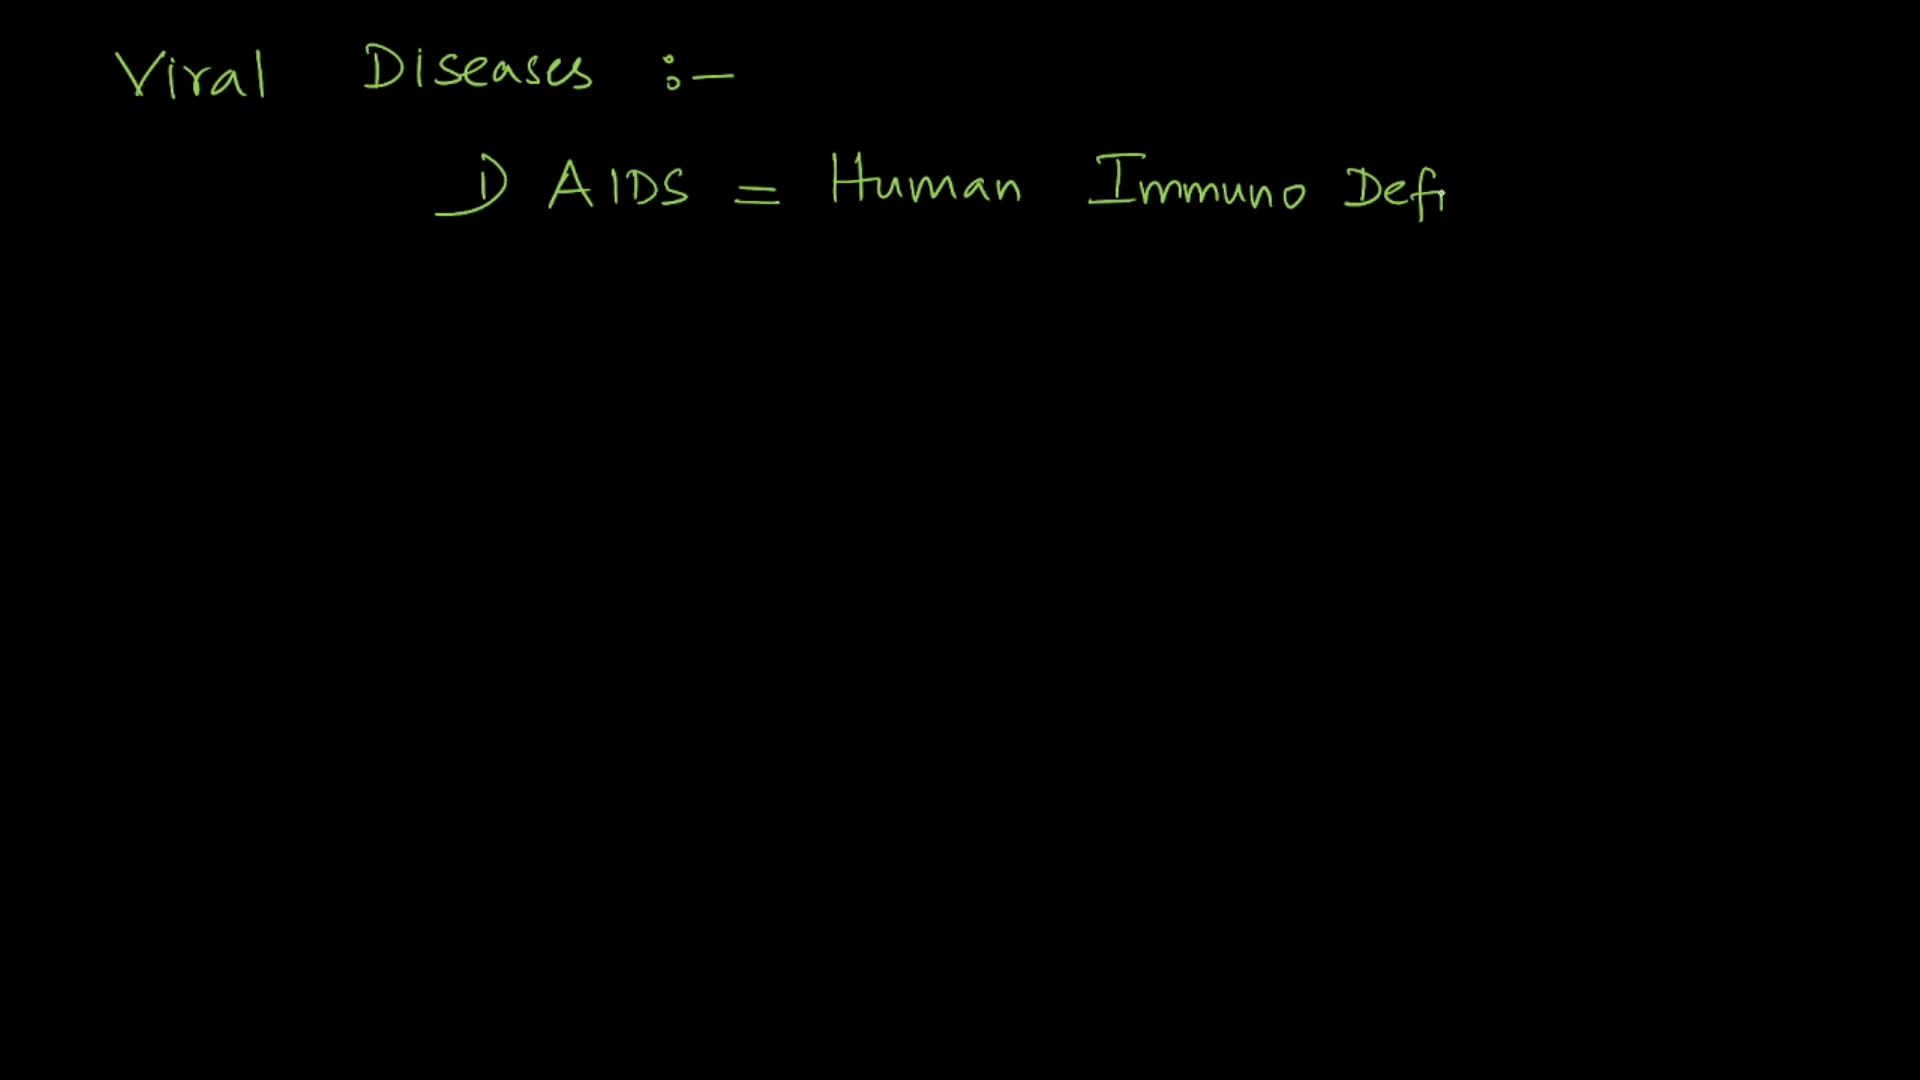 Viral Diseases :-
1) AIDS = Human Immuno Defi